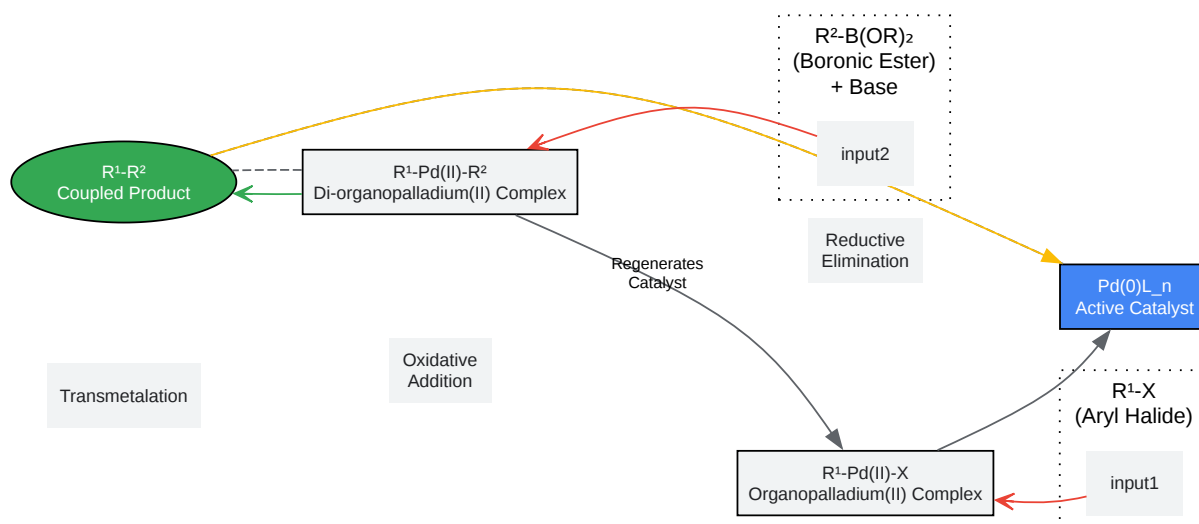 R²-B(OR)₂
(Boronic Ester)
+ Base
input2
R¹-R²
Coupled Product
R¹-Pd(II)-R²
Di-organopalladium(II) Complex
Reductive
Elimination
Regenerates
Catalyst
Pd(0)L_n
Active Catalyst
Oxidative
Addition
Transmetalation
R¹-X
(Aryl Halide)
input1
R¹-Pd(II)-X
Organopalladium(II) Complex